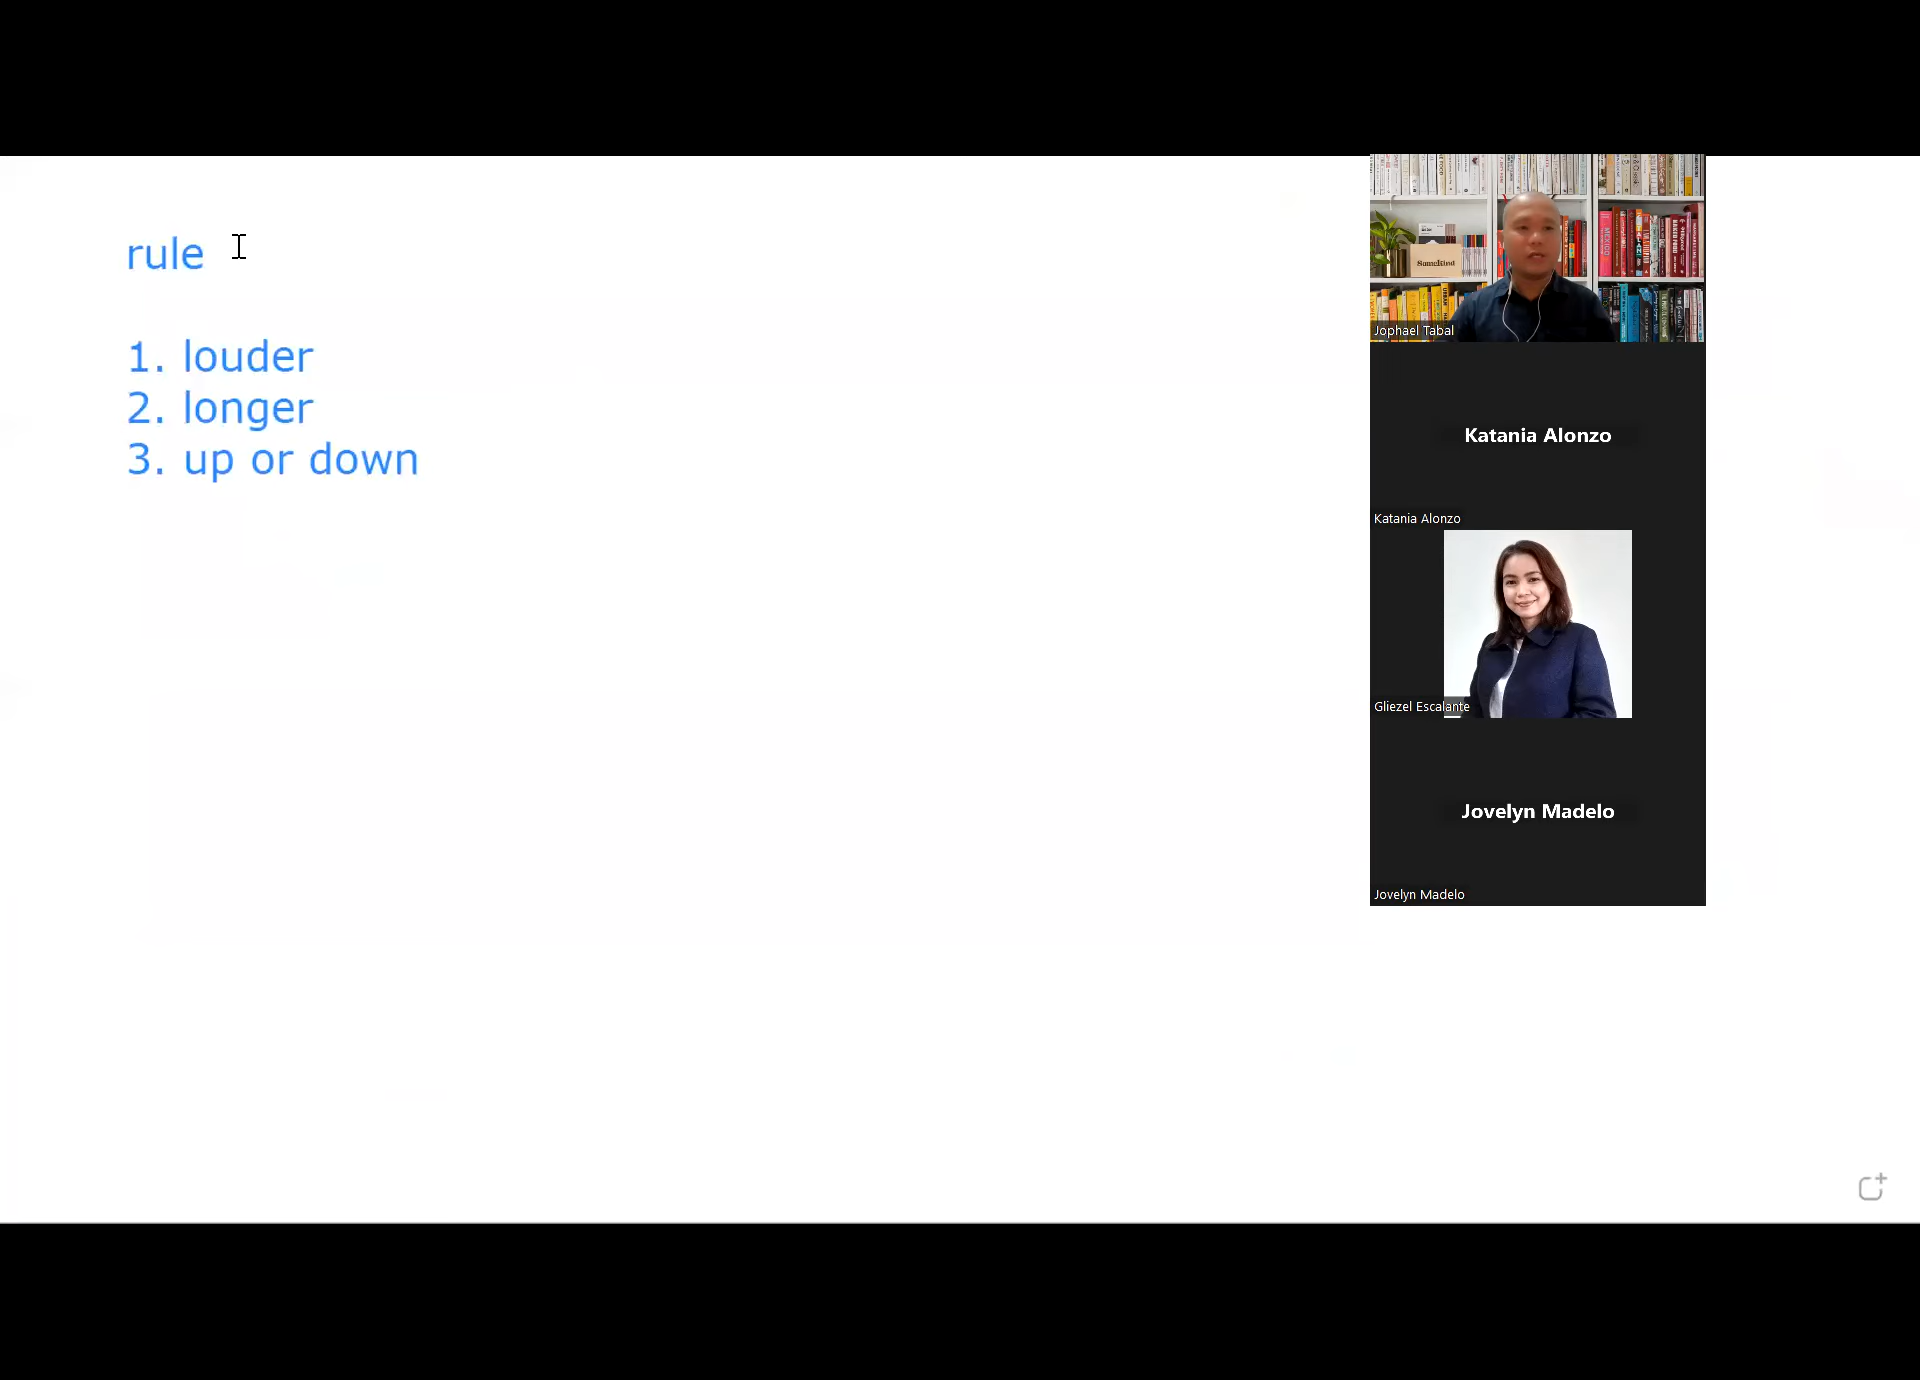 rule
1. louder
2. longer
3. up or down
SomeKind
Jophael Tabal
Katania Alonzo
Katania Alonzo
Gliezel Escalante
Jovelyn Madelo
Jovelyn Madelo